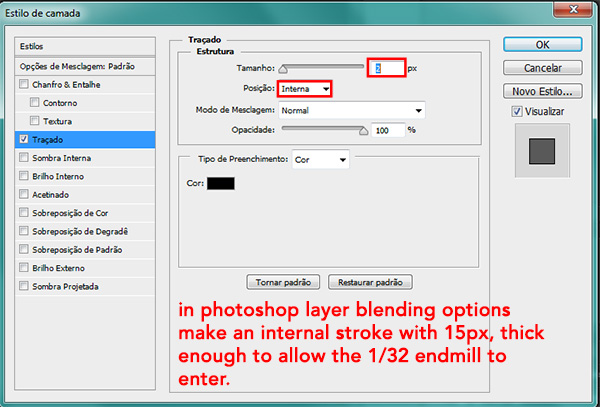 Estilo de camada
Estilos
Opções de Mesclagem: Padrão
Chanfro & Entalhe
Contorno
Textura
Traçado
Sombra Interna
Brilho Interno
Acetinado
Sobreposição de Cor
Sobreposição de Degradê
Sobreposição de Padrão
Brilho Externo
Sombra Projetada
Traçado
Estrutura
Tamanho: 2 px
Posição: Interna
Modo de Mesclagem: Normal
Opacidade: 100 %
Tipo de Preenchimento: Cor
Cor:
Tornar padrão Restaurar padrão
in photoshop layer blending options
make an internal stroke with 15px, thick
enough to allow the 1/32 endmill to
enter.
OK
Cancelar
Novo Estilo...
Visualizar